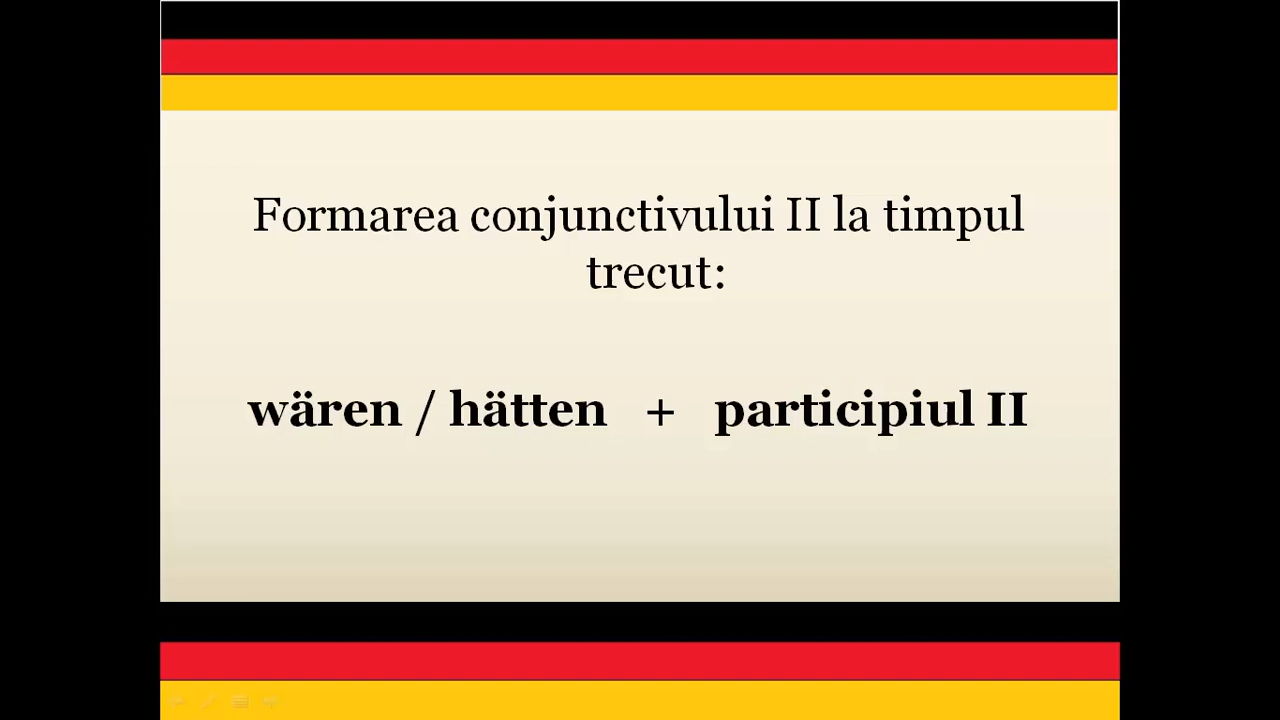 Formarea conjunctivului II la timpul
trecut:
wären / hätten + participiul II